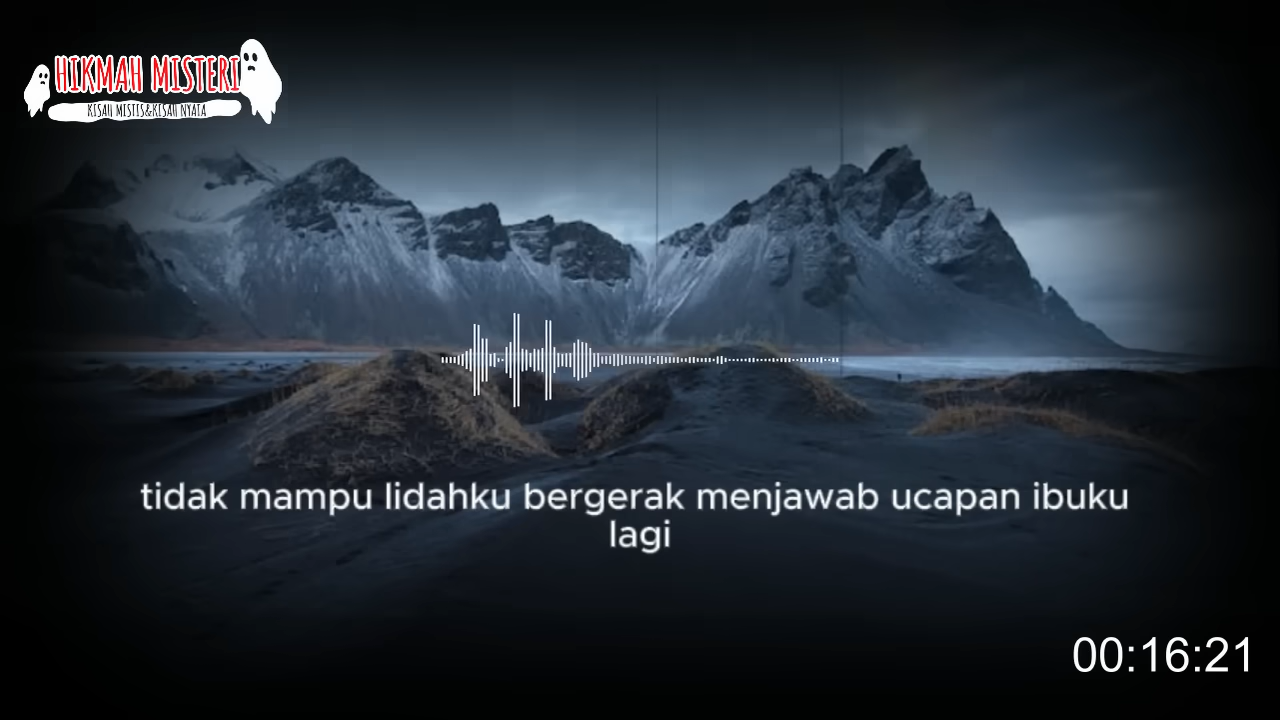 HIKMAH MISTERI
KISAH MISTIS&KISAH NYATA
tidak mampu lidahku bergerak menjawab ucapan ibuku
lagi
00:16:21